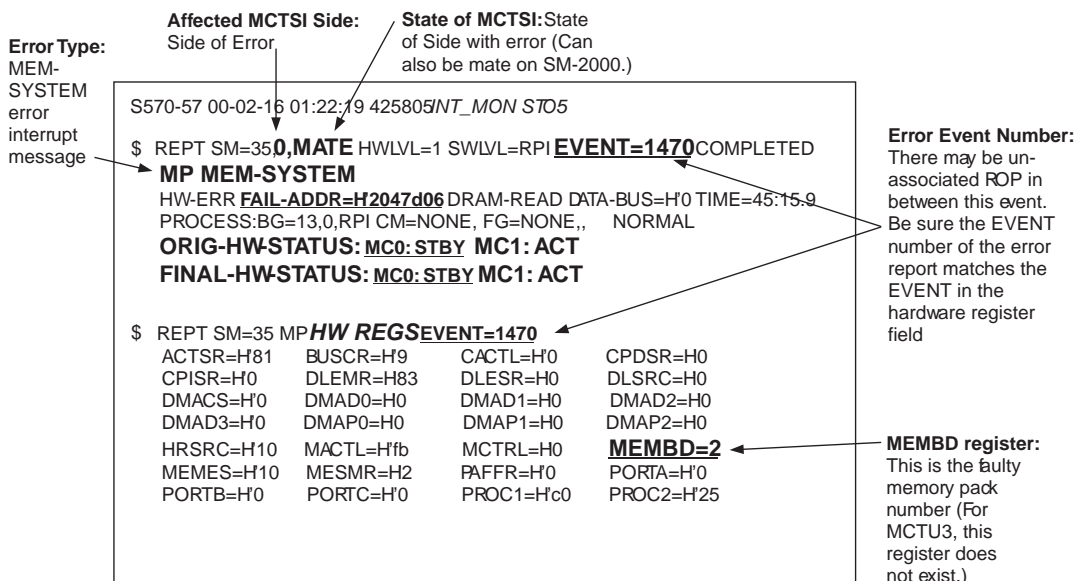 Affected MCTSI Side:
Side of Error
State of MCTSI: State
of Side with error (Can
also be mate on SM-2000.)
Error Type:
MEM-
SYSTEM
error
interrupt
message
S570-57 00-02-16 01:22:19 425805 INT_MON STO5
$ REPT SM=35,0,MATE HWLVL=1 SWLVL=RPI EVENT=1470 COMPLETED
MP MEM-SYSTEM
HW-ERR FAIL-ADDR=H'2047d06 DRAM-READ DATA-BUS=H'0 TIME=45:15.9
PROCESS:BG=13,0,RPI CM=NONE, FG=NONE,, NORMAL
ORIG-HW-STATUS: MC0: STBY MC1: ACT
FINAL-HW-STATUS: MC0: STBY MC1: ACT
$ REPT SM=35 MP HW REGS EVENT=1470
ACTSR=H'81 BUSCR=H'9 CACTL=H'0 CPDSR=H0
CPISR=H'0 DLEMR=H83 DLESR=H0 DLSRC=H0
DMACS=H'0 DMAD0=H0 DMAD1=H0 DMAD2=H0
DMAD3=H'0 DMAP0=H0 DMAP1=H0 DMAP2=H0
HRSRC=H'10 MACTL=H'fb MCTRL=H0 MEMBD=2
MEMES=H'10 MESMR=H2 PAFFR=H'0 PORTA=H'0
PORTB=H'0 PORTC=H'0 PROC1=H'c0 PROC2=H'25
Error Event Number:
There may be un-
associated ROP in
between this event.
Be sure the EVENT
number of the error
report matches the
EVENT in the
hardware register
field
MEMBD register:
This is the faulty
memory pack
number (For
MCTU3, this
register does
not exist.)